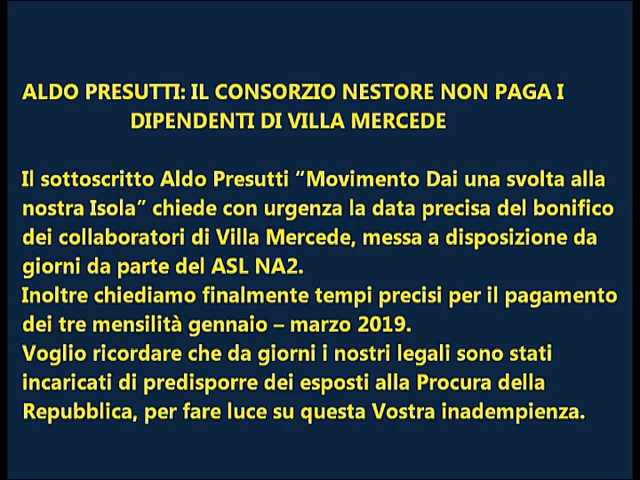 ALDO PRESUTTI: IL CONSORZIO NESTORE NON PAGA I
DIPENDENTI DI VILLA MERCEDE
Il sottoscritto Aldo Presutti “Movimento Dai una svolta alla
nostra Isola” chiede con urgenza la data precisa del bonifico
dei collaboratori di Villa Mercede, messa a disposizione da
giorni da parte del ASL NA2.
Inoltre chiediamo finalmente tempi precisi per il pagamento
dei tre mensilità gennaio – marzo 2019.
Voglio ricordare che da giorni i nostri legali sono stati
incaricati di predisporre dei esposti alla Procura della
Repubblica, per fare luce su questa Vostra inadempienza.